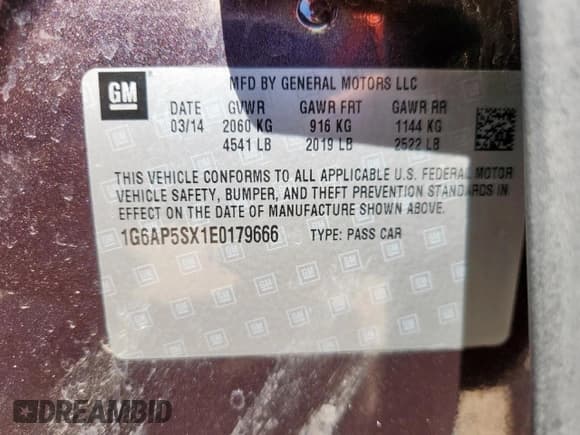 GM
MFD BY GENERAL MOTORS LLC
DATE GVWR GAWR FRT GAWR RR
03/14 2060 KG 916 KG 1144 KG
4541 LB 2019 LB 2522 LB
THIS VEHICLE CONFORMS TO ALL APPLICABLE U.S. FEDERAL MOTOR
VEHICLE SAFETY, BUMPER, AND THEFT PREVENTION STANDARDS IN
EFFECT ON THE DATE OF MANUFACTURE SHOWN ABOVE.
1G6AP5SX1E0179666 TYPE: PASS CAR
DREAMBID